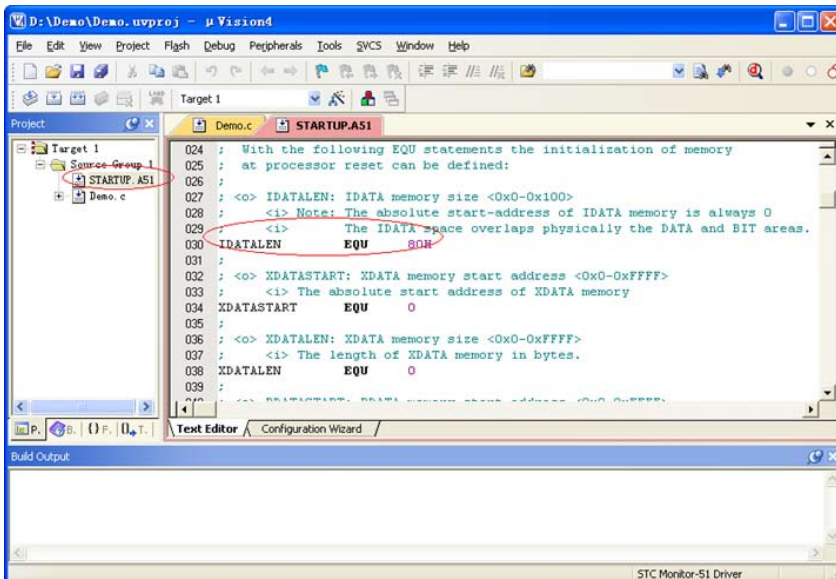 D:\Demo\Demo.uvproj - µVision4
File Edit View Project Flash Debug Peripherals Tools SVCS Window Help
Target 1
Project
Demo.c STARTUP.A51
Target 1
Source Group 1
STARTUP.A51
Demo.c
024 ; With the following EQU statements the initialization of memory
025 ; at processor reset can be defined:
026 ;
027 ; <o> IDATALEN: IDATA memory size <0x0-0x100>
028 ; <i> Note: The absolute start-address of IDATA memory is always 0
029 ; <i> The IDATA space overlaps physically the DATA and BIT areas.
030 IDATALEN EQU 80H
031 ;
032 ; <o> XDATASTART: XDATA memory start address <0x0-0xFFFF>
033 ; <i> The absolute start address of XDATA memory
034 XDATASTART EQU 0
035 ;
036 ; <o> XDATALEN: XDATA memory size <0x0-0xFFFF>
037 ; <i> The length of XDATA memory in bytes.
038 XDATALEN EQU 0
039 ;
P. B. {} F. 0. T.
Text Editor Configuration Wizard
Build Output
STC Monitor-51 Driver